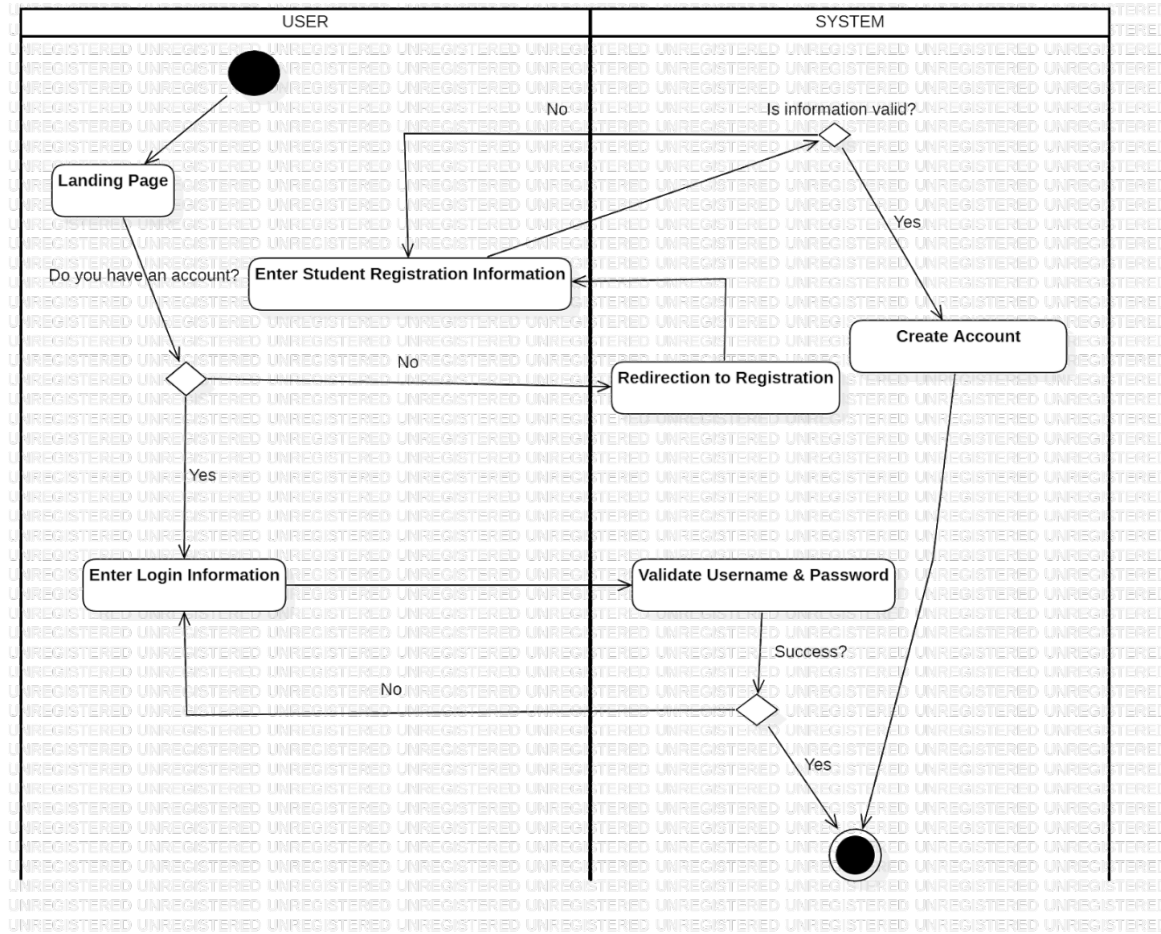 USER
SYSTEM
No
Is information valid?
Landing Page
Yes
Do you have an account?
Enter Student Registration Information
Create Account
No
Redirection to Registration
Yes
Enter Login Information
Validate Username & Password
Success?
No
Yes
UNREGISTERED